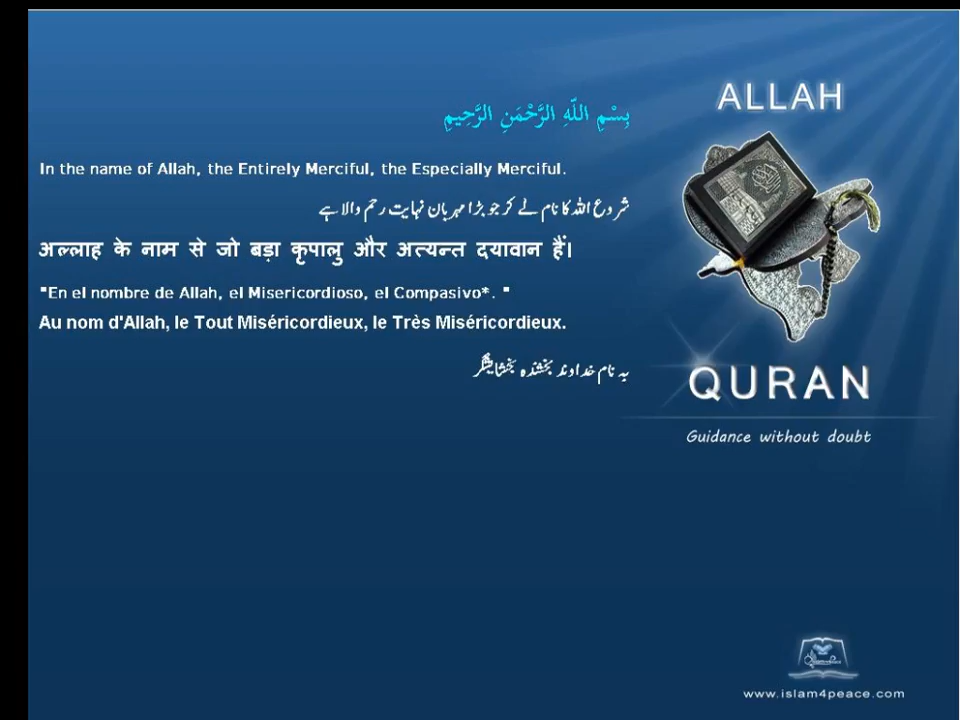 بِسْمِ اللَّهِ الرَّحْمَنِ الرَّحِيمِ
In the name of Allah, the Entirely Merciful, the Especially Merciful.
شروع الله کا نام لے کر جو بڑا مہربان نہایت رحم والا ہے
अल्लाह के नाम से जो बड़ा कृपालु और अत्यन्त दयावान हैं।
"En el nombre de Allah, el Misericordioso, el Compasivo*. "
Au nom d'Allah, le Tout Miséricordieux, le Très Miséricordieux.
به نام خداوند بخشنده بخشایشگر
ALLAH
QURAN
Guidance without doubt
www.islam4peace.com